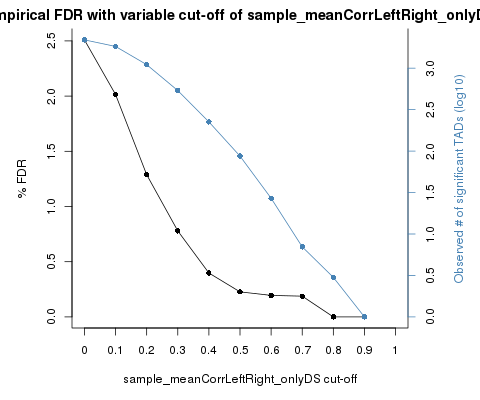 mpirical FDR with variable cut-off of sample_meanCorrLeftRight_onlyD
% FDR
0.0
0.5
1.0
1.5
2.0
2.5
0 0.1 0.2 0.3 0.4 0.5 0.6 0.7 0.8 0.9 1
sample_meanCorrLeftRight_onlyDS cut-off
0.0
0.5
1.0
1.5
2.0
2.5
3.0
Observed # of significant TADs (log10)